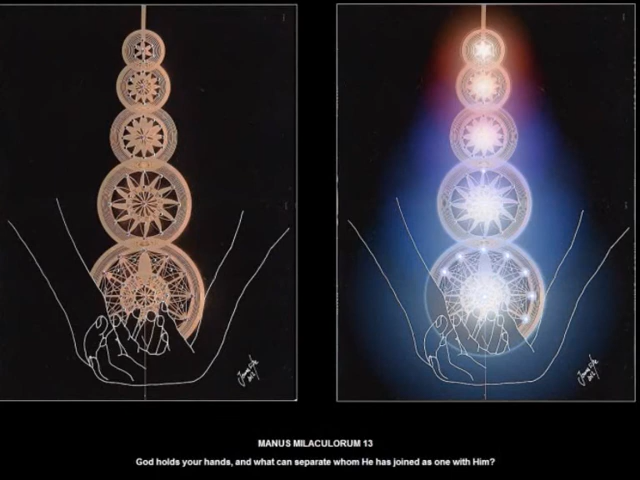 MANUS MILACULORUM 13
God holds your hands, and what can separate whom He has joined as one with Him?